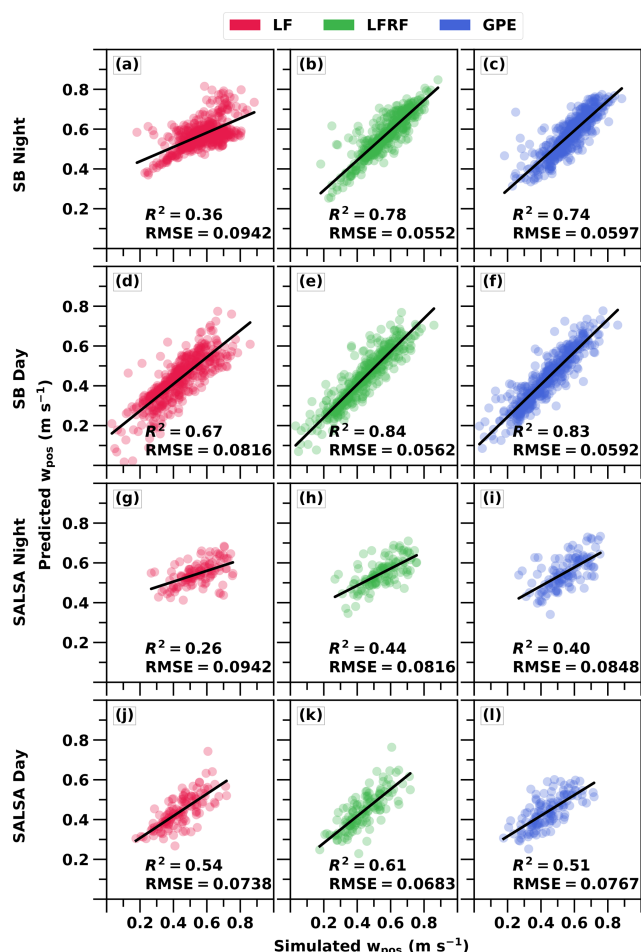 LF LFRF GPE
(a) (b) (c)
SB Night
0.8
0.6
0.4
0.2
R² = 0.36
RMSE = 0.0942
R² = 0.78
RMSE = 0.0552
R² = 0.74
RMSE = 0.0597
(d) (e) (f)
SB Day
0.8
0.6
0.4
0.2
R² = 0.67
RMSE = 0.0816
R² = 0.84
RMSE = 0.0562
R² = 0.83
RMSE = 0.0592
Predicted wpos (m s⁻¹)
(g) (h) (i)
SALSA Night
0.8
0.6
0.4
0.2
R² = 0.26
RMSE = 0.0942
R² = 0.44
RMSE = 0.0816
R² = 0.40
RMSE = 0.0848
(j) (k) (l)
SALSA Day
0.8
0.6
0.4
0.2
R² = 0.54
RMSE = 0.0738
R² = 0.61
RMSE = 0.0683
R² = 0.51
RMSE = 0.0767
0.2 0.4 0.6 0.8 0.2 0.4 0.6 0.8 0.2 0.4 0.6 0.8
Simulated wpos (m s⁻¹)